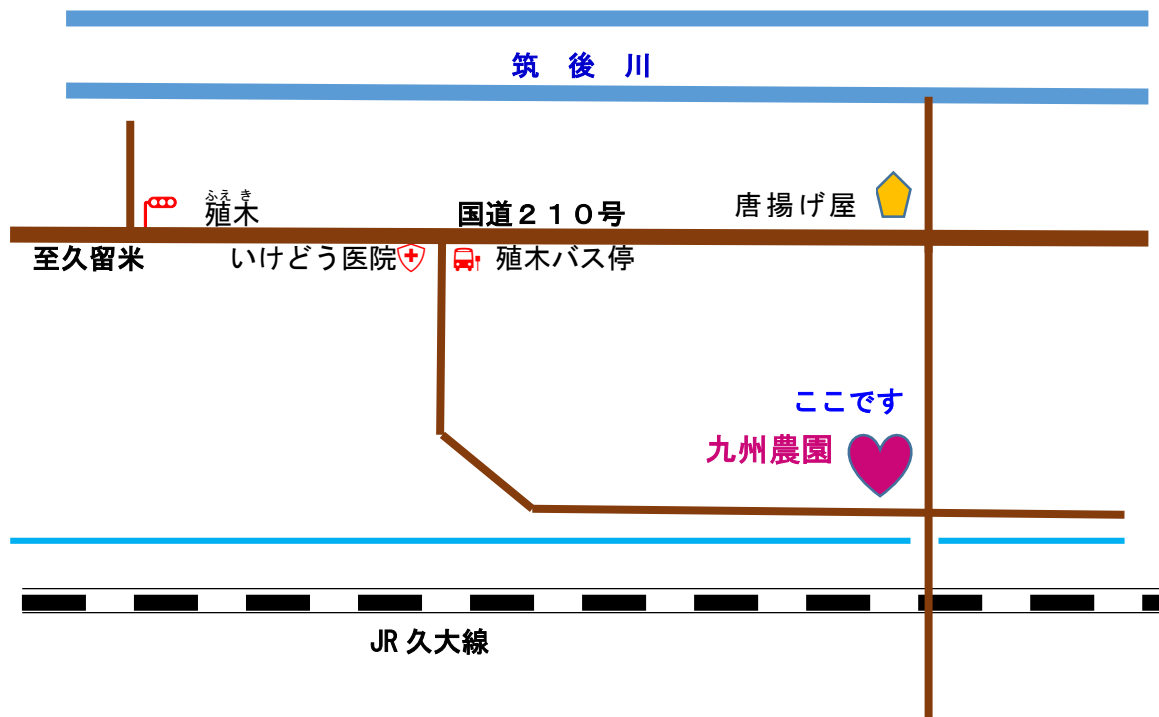 筑後川
ふえき
殖木
国道２１０号
唐揚げ屋
至久留米
いけどう医院
殖木バス停
ここです
九州農園
JR 久大線